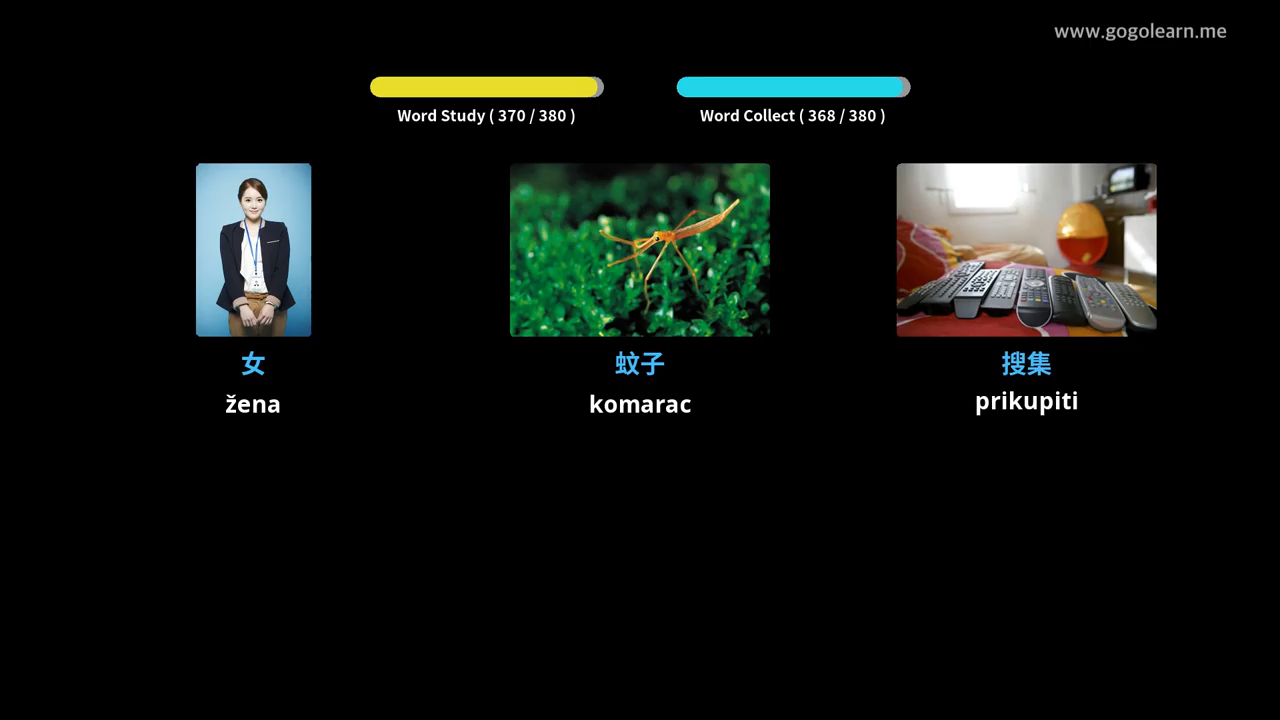 www.gogolearn.me
Word Study ( 370 / 380 )
Word Collect ( 368 / 380 )
女
蚊子
搜集
žena
komarac
prikupiti